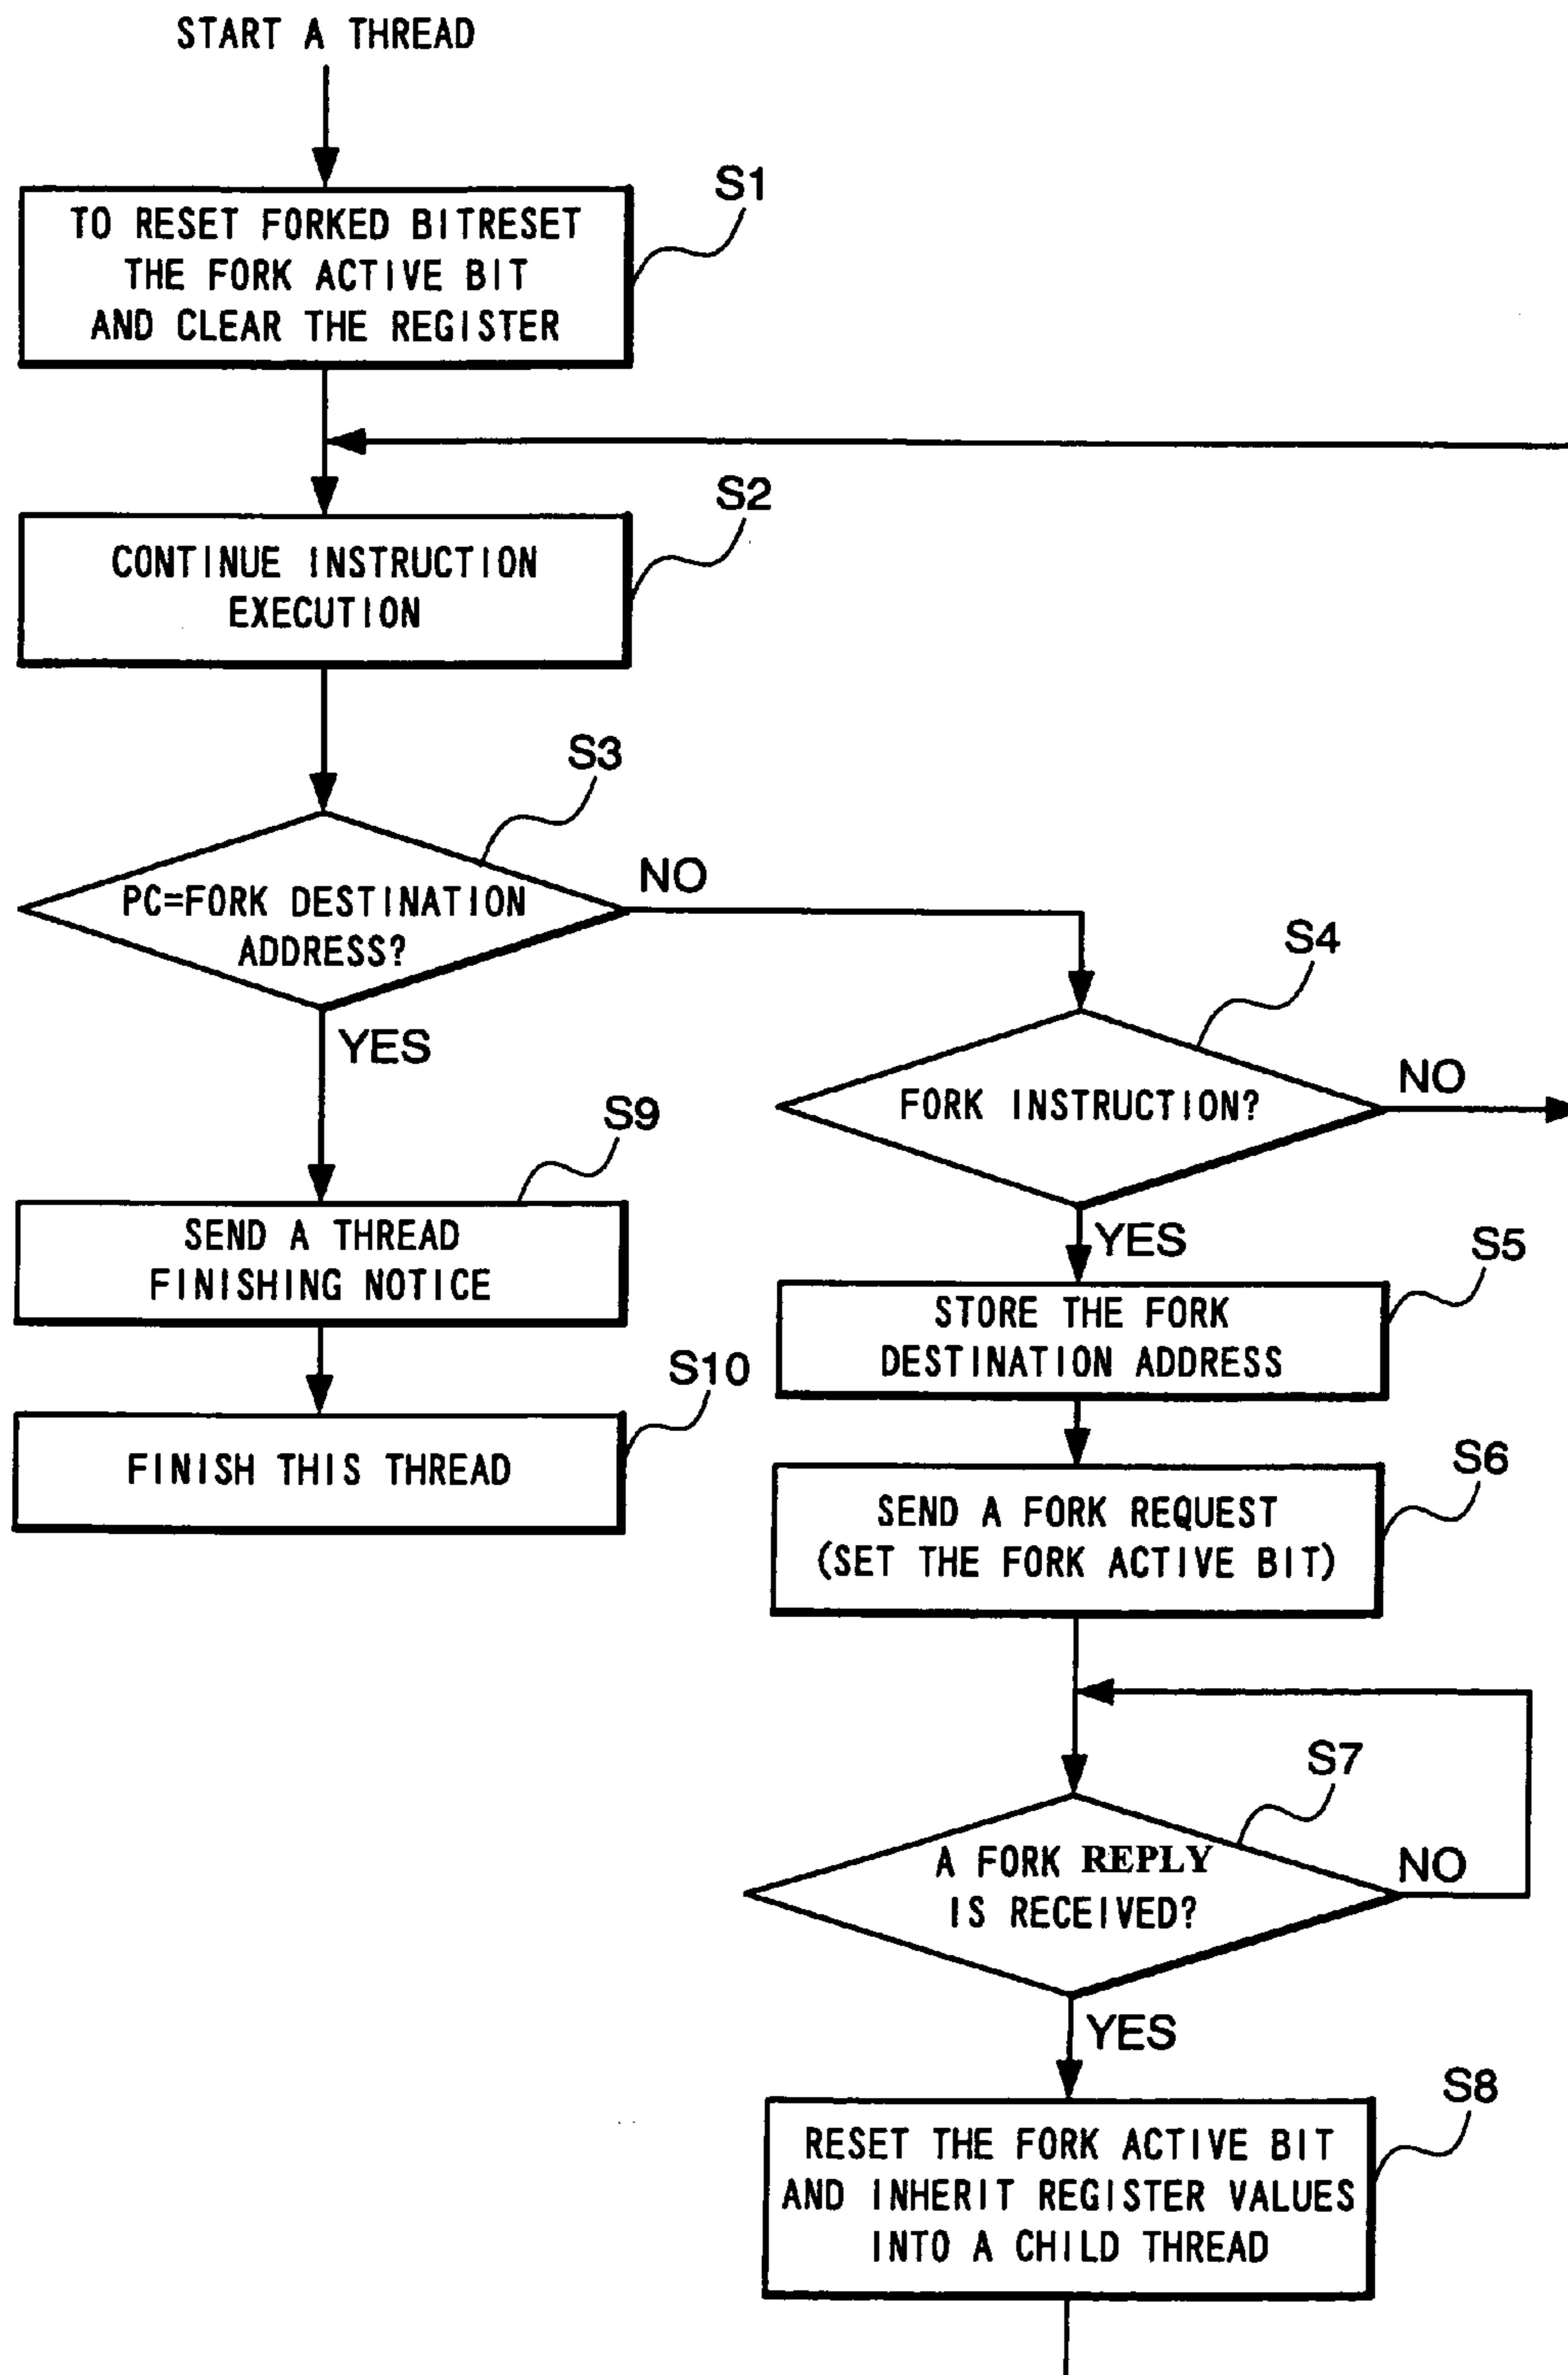 START A THREAD
S1
TO RESET FORKED BITRESET
THE FORK ACTIVE BIT
AND CLEAR THE REGISTER
S2
CONTINUE INSTRUCTION
EXECUTION
S3
PC=FORK DESTINATION
ADDRESS?
NO
YES
S4
FORK INSTRUCTION?
NO
YES
S9
SEND A THREAD
FINISHING NOTICE
S10
FINISH THIS THREAD
S5
STORE THE FORK
DESTINATION ADDRESS
S6
SEND A FORK REQUEST
(SET THE FORK ACTIVE BIT)
S7
A FORK REPLY
IS RECEIVED?
NO
YES
S8
RESET THE FORK ACTIVE BIT
AND INHERIT REGISTER VALUES
INTO A CHILD THREAD